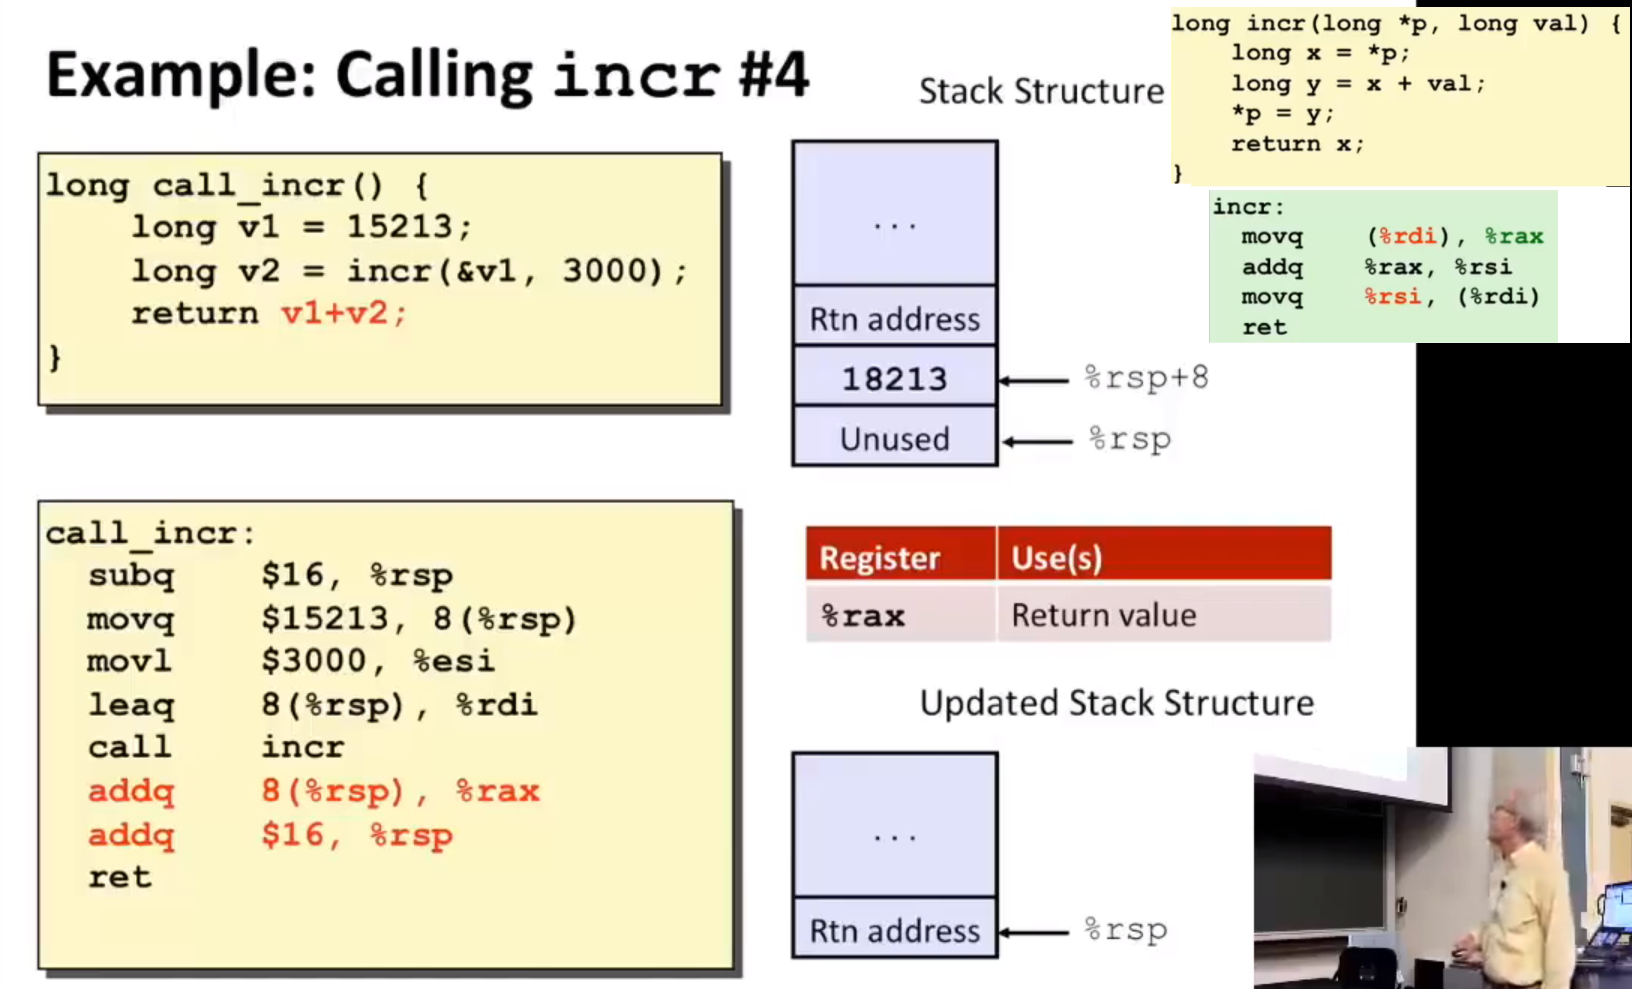 Example: Calling incr #4
long call_incr() {
    long v1 = 15213;
    long v2 = incr(&v1, 3000);
    return v1+v2;
}
call_incr:
  subq    $16, %rsp
  movq    $15213, 8(%rsp)
  movl    $3000, %esi
  leaq    8(%rsp), %rdi
  call    incr
  addq    8(%rsp), %rax
  addq    $16, %rsp
  ret
Stack Structure
...
Rtn address
18213 %rsp+8
Unused %rsp
long incr(long *p, long val) {
    long x = *p;
    long y = x + val;
    *p = y;
    return x;
}
incr:
  movq    (%rdi), %rax
  addq    %rax, %rsi
  movq    %rsi, (%rdi)
  ret
Register Use(s)
%rax Return value
Updated Stack Structure
...
Rtn address %rsp